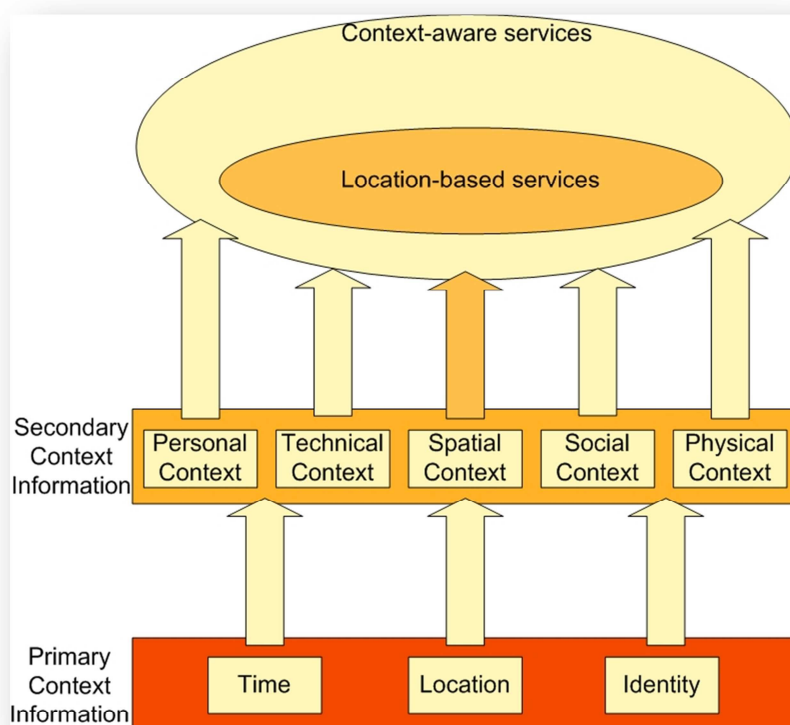 Context-aware services
Location-based services
Secondary
Context
Information
Personal
Context
Technical
Context
Spatial
Context
Social
Context
Physical
Context
Primary
Context
Information
Time
Location
Identity